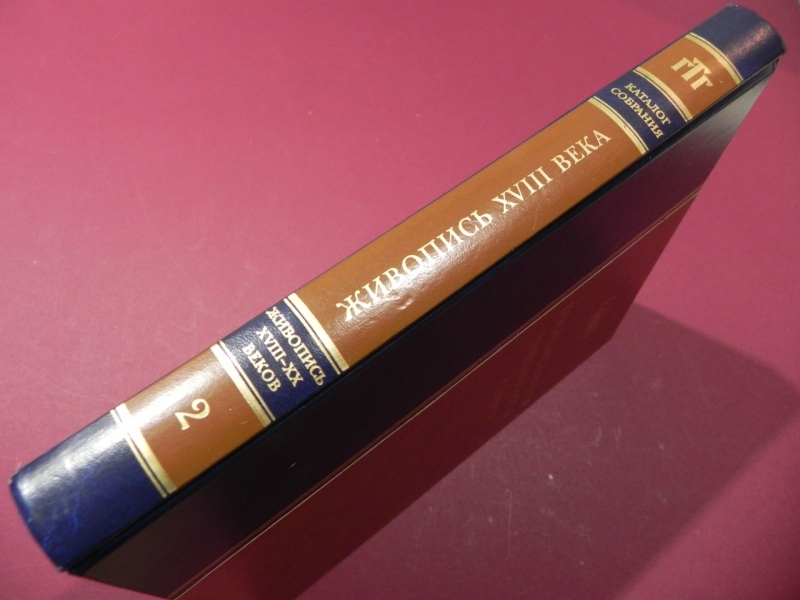 ГТГ
КАТАЛОГ
СОБРАНИЯ
ЖИВОПИСЬ XVIII ВЕКА
ЖИВОПИСЬ
XVIII-XX
ВЕКОВ
2